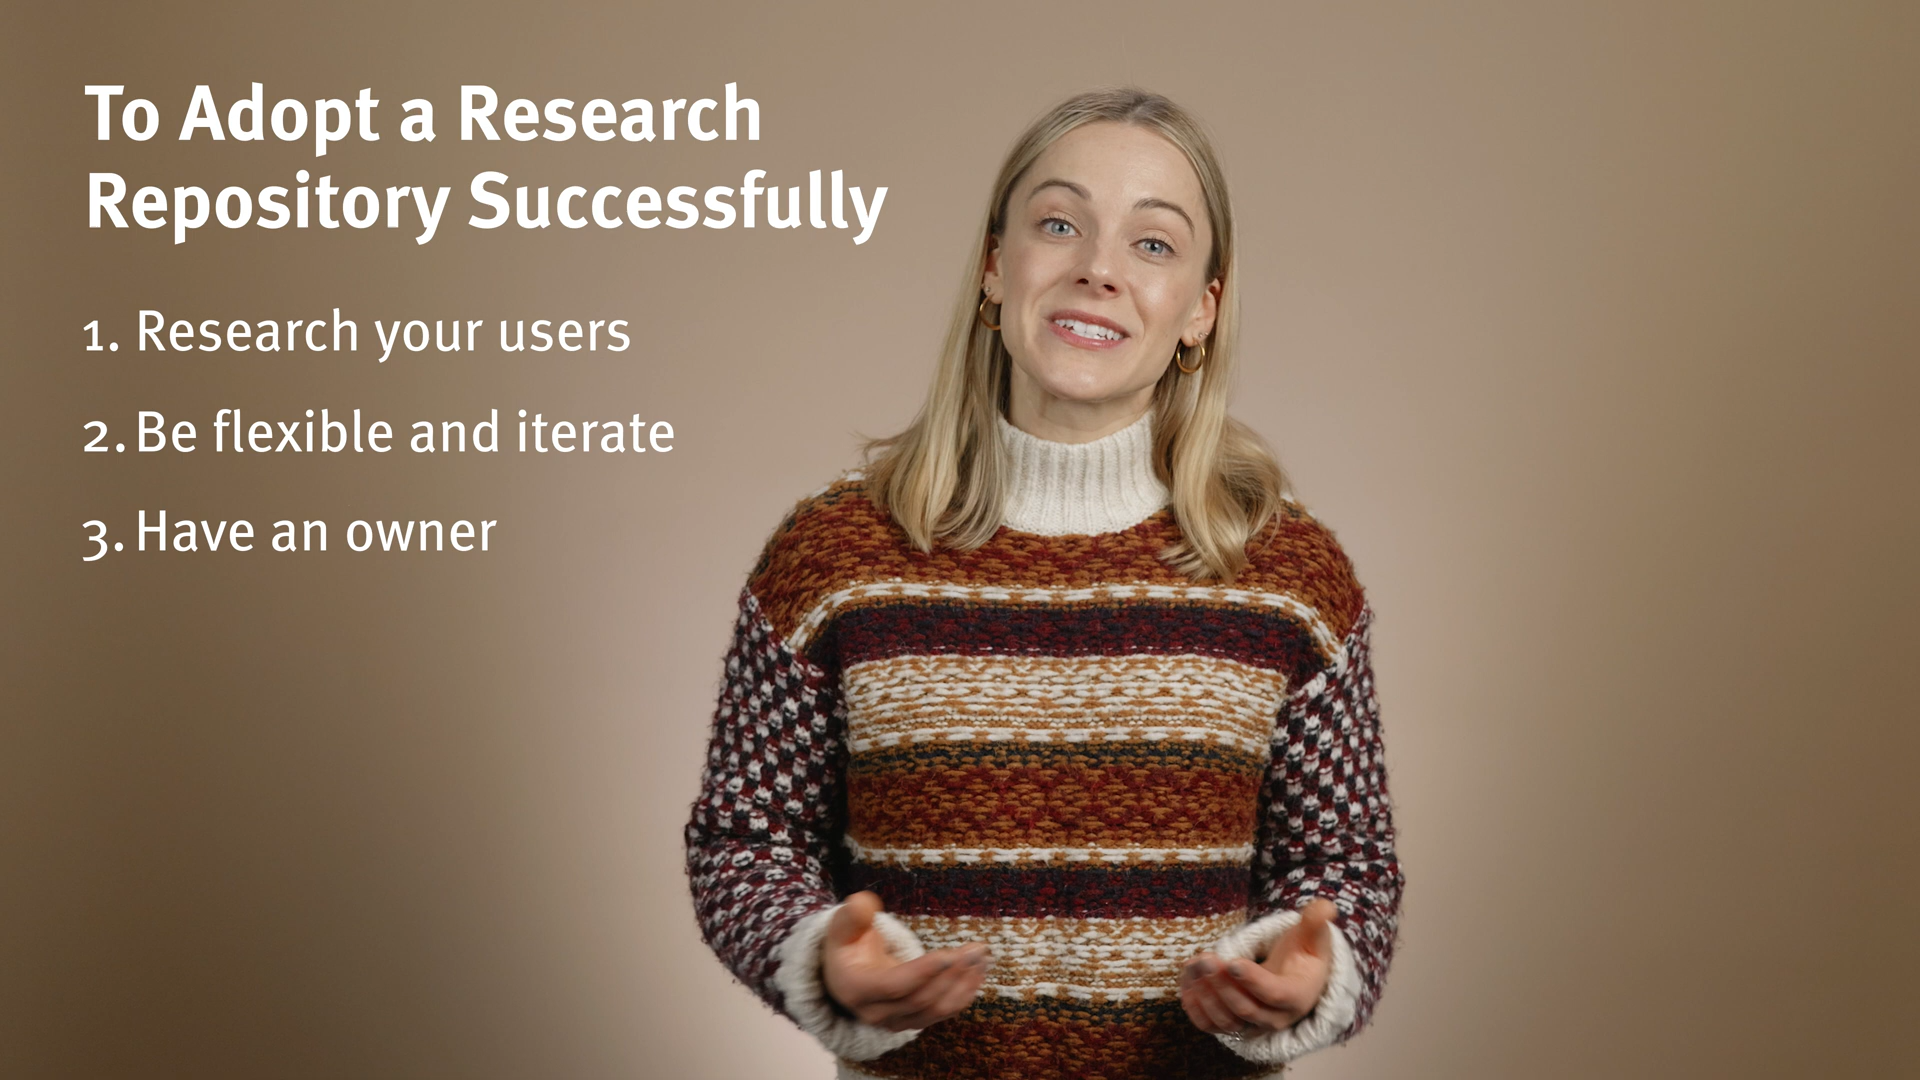 To Adopt a Research
Repository Successfully
1. Research your users
2. Be flexible and iterate
3. Have an owner